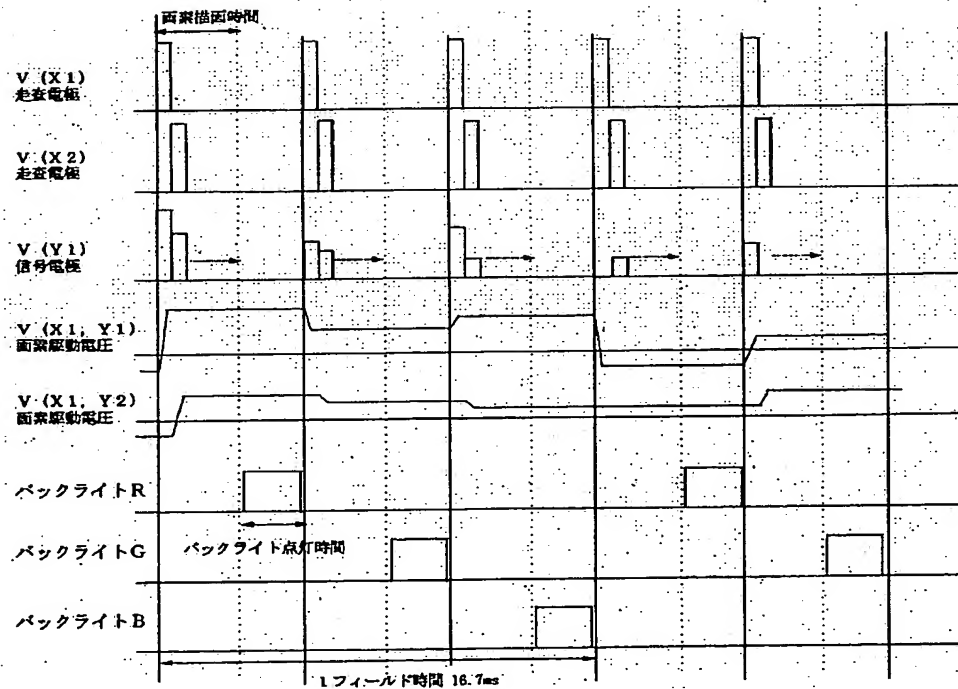 画素描画時間
V (X1)
走査電極
V (X2)
走査電極
V (Y1)
信号電極
V (X1, Y1)
画素駆動電圧
V (X1, Y2)
画素駆動電圧
バックライトR
バックライト点灯時間
バックライトG
バックライトB
1フィールド時間 16.7ms